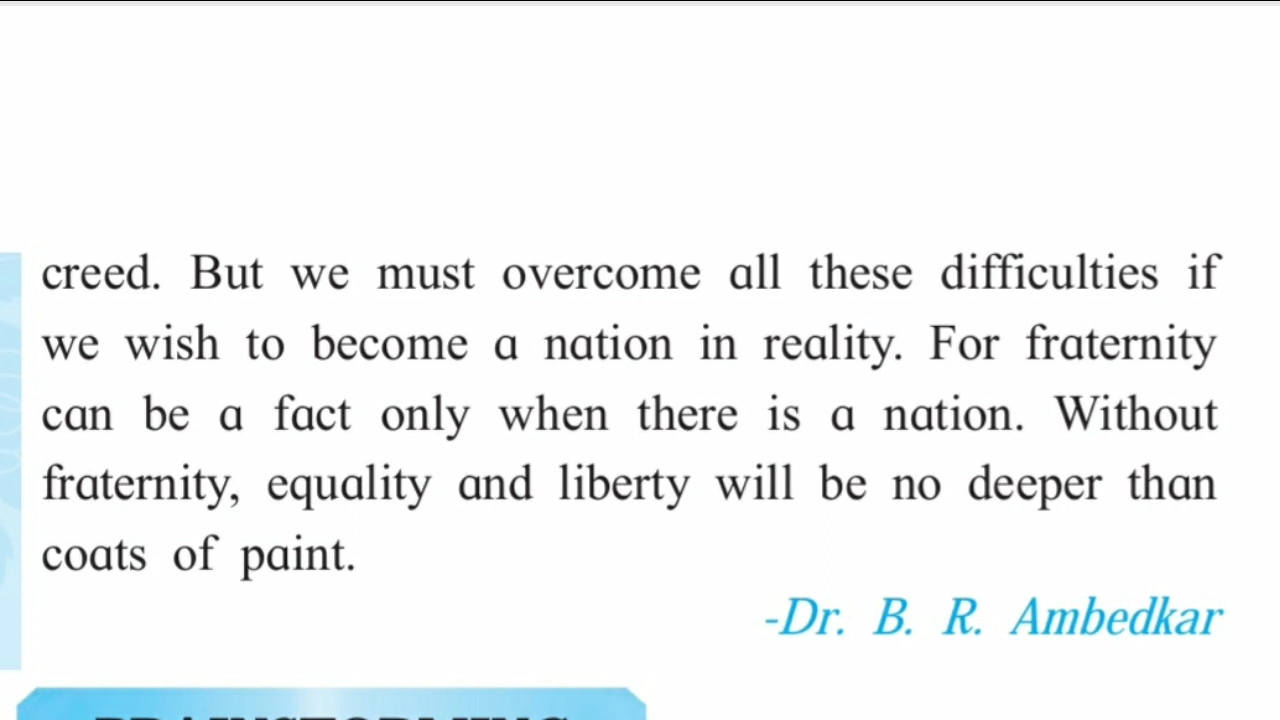 creed. But we must overcome all these difficulties if
we wish to become a nation in reality. For fraternity
can be a fact only when there is a nation. Without
fraternity, equality and liberty will be no deeper than
coats of paint.
-Dr. B. R. Ambedkar
BRAINSTORMING